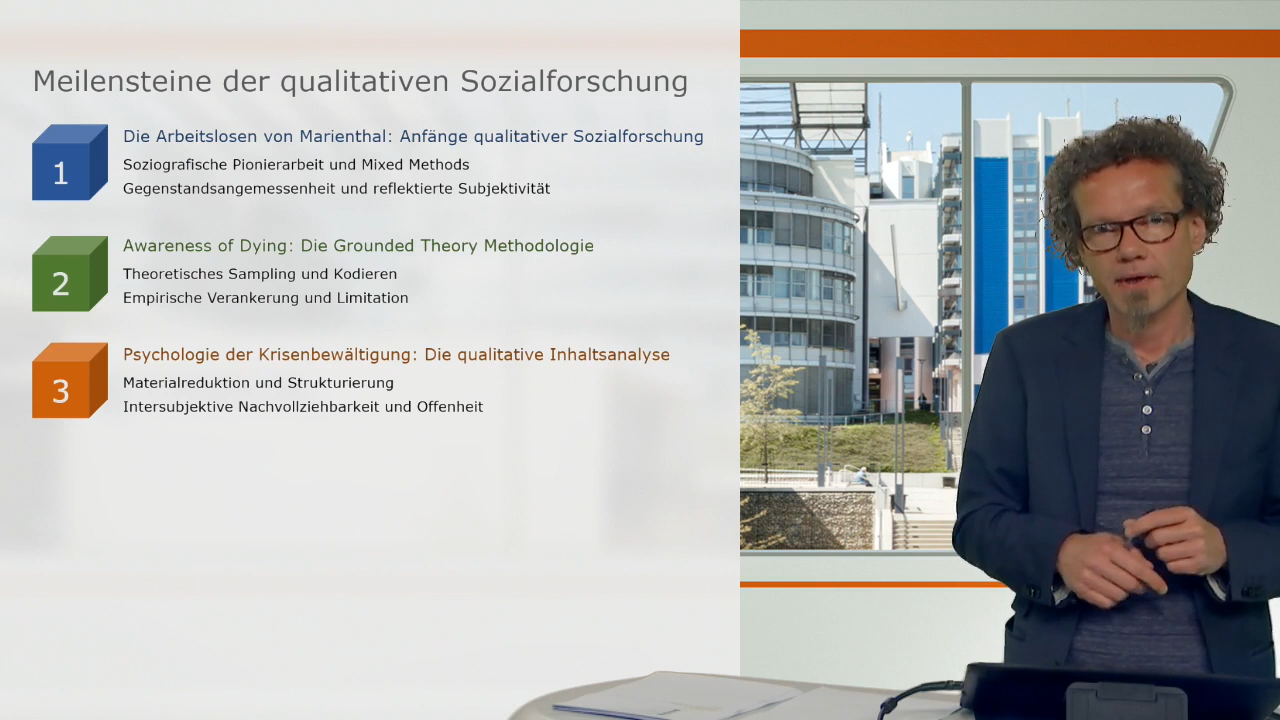 Meilensteine der qualitativen Sozialforschung
1
Die Arbeitslosen von Marienthal: Anfänge qualitativer Sozialforschung
Soziografische Pionierarbeit und Mixed Methods
Gegenstandsangemessenheit und reflektierte Subjektivität
2
Awareness of Dying: Die Grounded Theory Methodologie
Theoretisches Sampling und Kodieren
Empirische Verankerung und Limitation
3
Psychologie der Krisenbewältigung: Die qualitative Inhaltsanalyse
Materialreduktion und Strukturierung
Intersubjektive Nachvollziehbarkeit und Offenheit